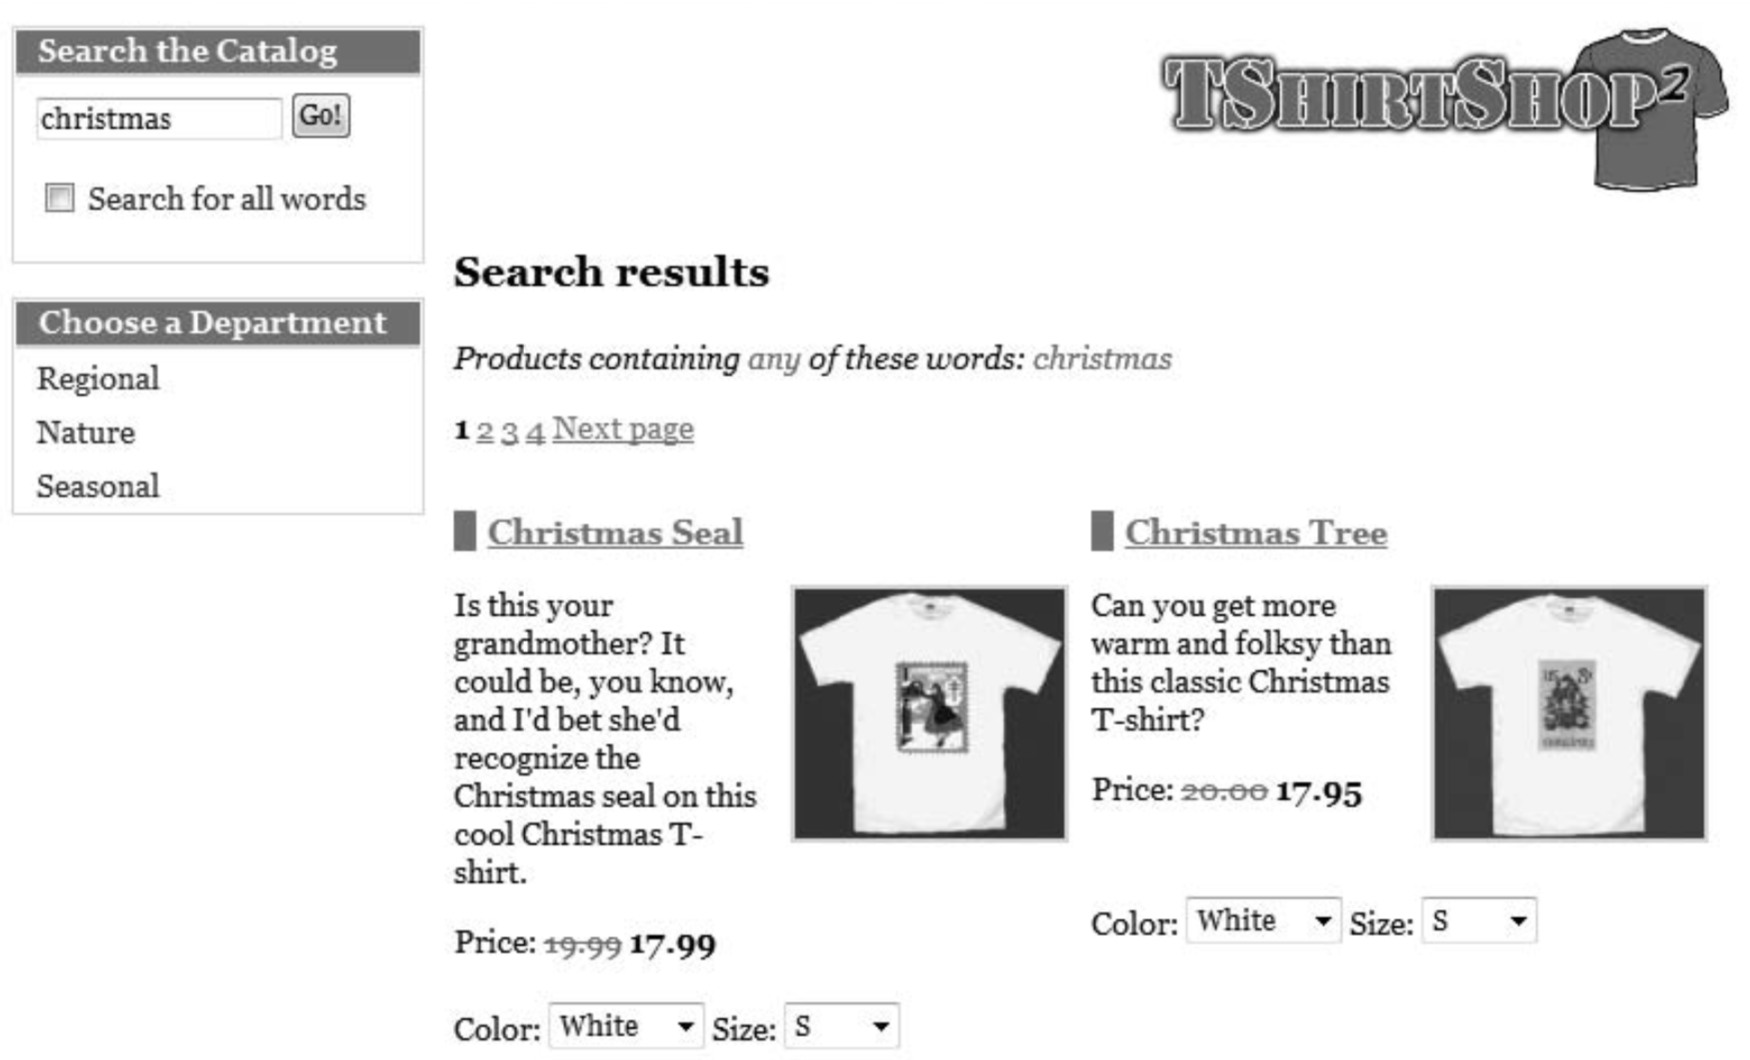 Search the Catalog
christmas Go!
Search for all words
Choose a Department
Regional
Nature
Seasonal
TShirtShop²
Search results
Products containing any of these words: christmas
1 2 3 4 Next page
Christmas Seal
Is this your
grandmother? It
could be, you know,
and I'd bet she'd
recognize the
Christmas seal on this
cool Christmas T-
shirt.
Price: 19.99 17.99
Color: White Size: S
Christmas Tree
Can you get more
warm and folksy than
this classic Christmas
T-shirt?
Price: 20.00 17.95
Color: White Size: S